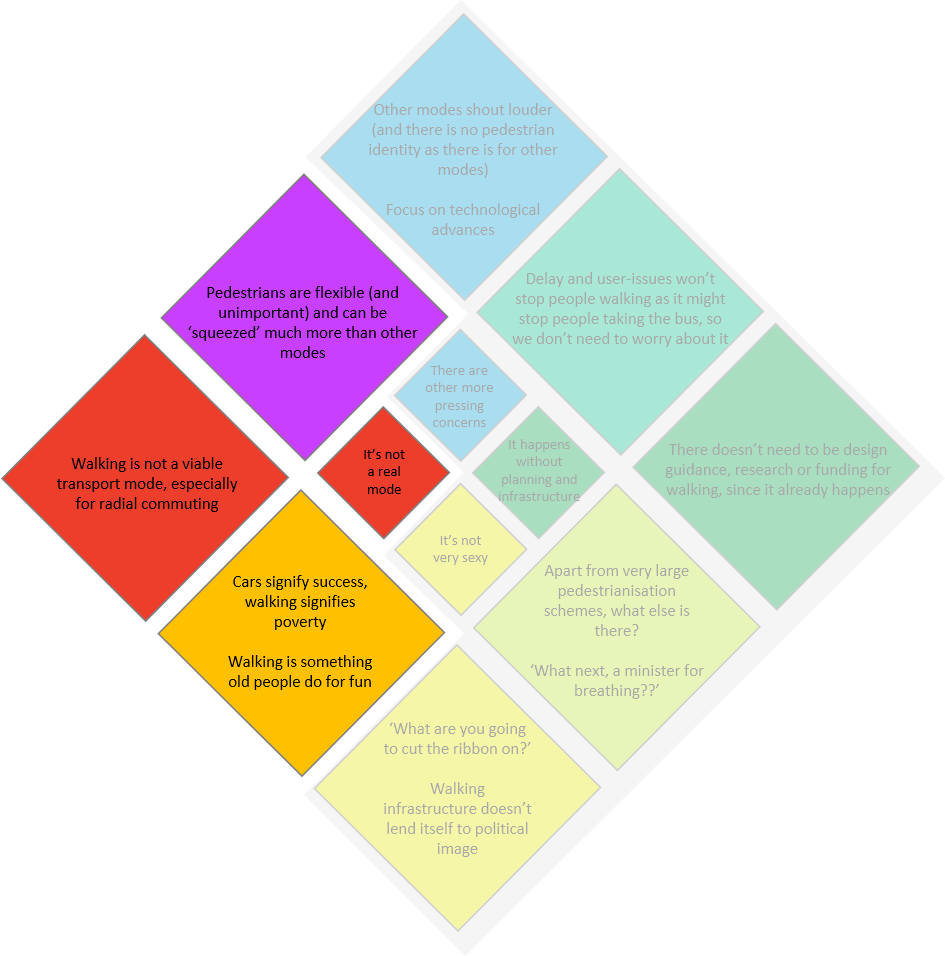 Other modes shout louder
(and there is no pedestrian
identity as there is for other
modes)
Focus on technological
advances
Pedestrians are flexible (and
unimportant) and can be
‘squeezed’ much more than other
modes
Delay and user-issues won’t
stop people walking as it might
stop people taking the bus, so
we don’t need to worry about it
There are
other more
pressing
concerns
Walking is not a viable
transport mode, especially
for radial commuting
It’s not
a real
mode
It happens
without
planning and
infrastructure
There doesn’t need to be design
guidance, research or funding for
walking, since it already happens
It’s not
very sexy
Cars signify success,
walking signifies
poverty
Walking is something
old people do for fun
Apart from very large
pedestrianisation
schemes, what else is
there?
‘What next, a minister for
breathing??’
‘What are you going
to cut the ribbon on?’
Walking
infrastructure doesn’t
lend itself to political
image